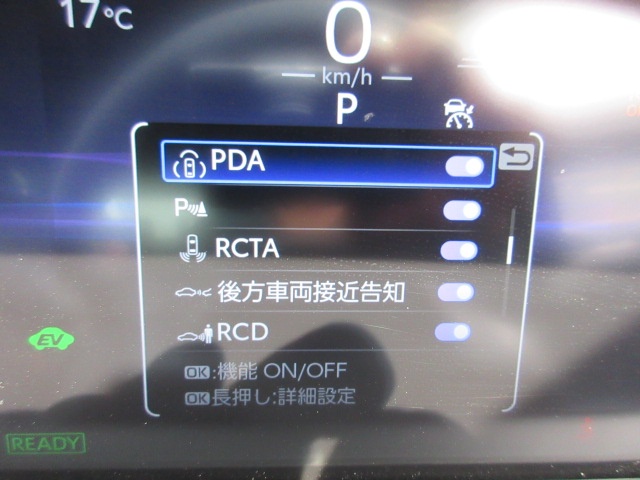 17°C
0
km/h
P
PDA
P
RCTA
後方車両接近告知
RCD
OK:機能 ON/OFF
OK長押し:詳細設定
EV
READY